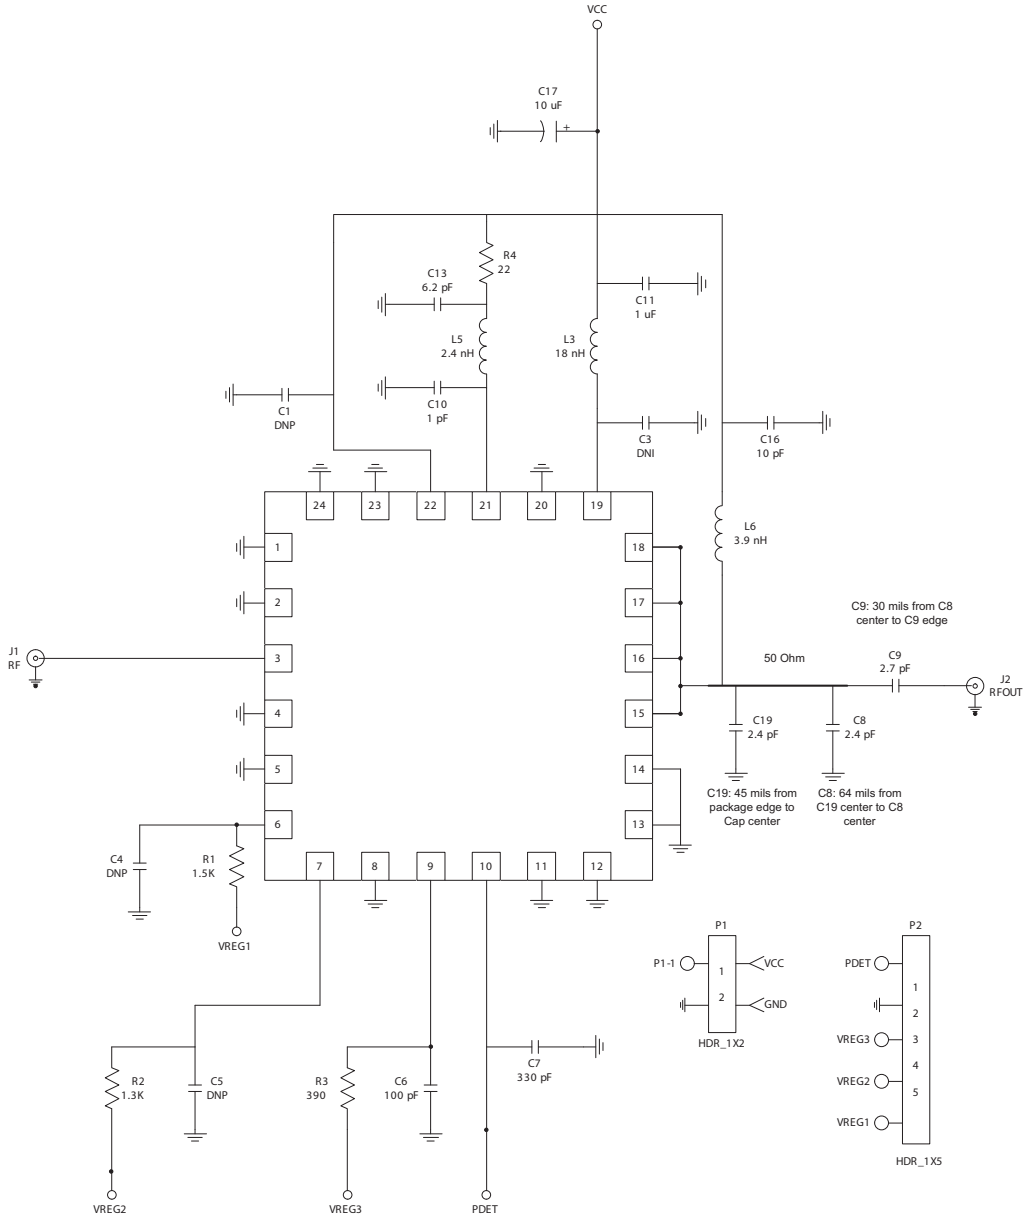 VCC
C17
10 uF
+
R4
22
C13
6.2 pF
C11
1 uF
L5
2.4 nH
L3
18 nH
C10
1 pF
C1
DNP
C3
DNI
C16
10 pF
24
23
22
21
20
19
L6
3.9 nH
1
18
2
17
C9: 30 mils from C8
center to C9 edge
J1
RF
3
16
50 Ohm
C9
2.7 pF
J2
RFOUT
4
15
C19
2.4 pF
C8
2.4 pF
5
14
C19: 45 mils from
package edge to
Cap center
C8: 64 mils from
C19 center to C8
center
6
13
C4
DNP
R1
1.5K
7
8
9
10
11
12
VREG1
P1
P2
P1-1
1
VCC
2
GND
HDR_1X2
PDET
1
2
VREG3
3
4
VREG2
5
VREG1
HDR_1X5
C7
330 pF
R2
1.3K
C5
DNP
R3
390
C6
100 pF
VREG2
VREG3
PDET